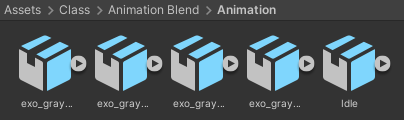 Assets > Class > Animation Blend > Animation
exo_gray... exo_gray... exo_gray... exo_gray... Idle